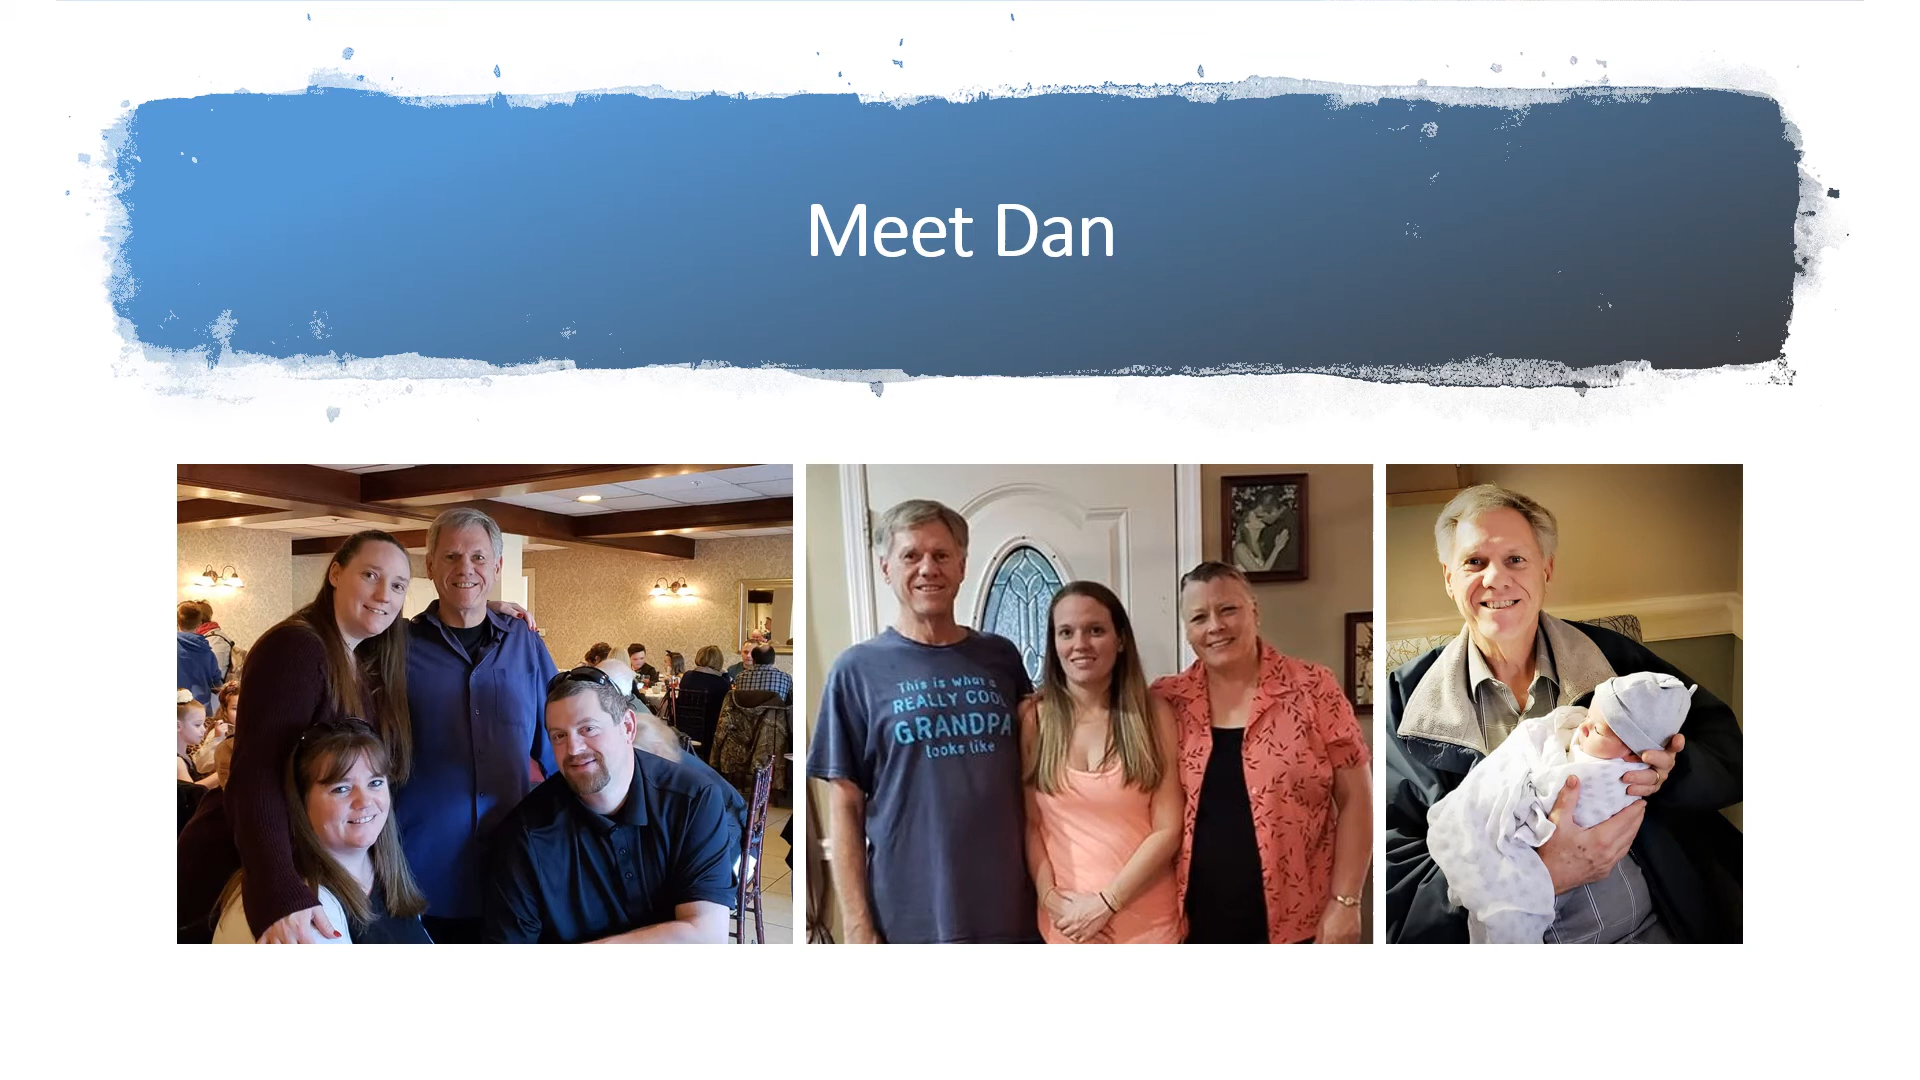 Meet Dan
This is what a
REALLY COOL
GRANDPA
looks like